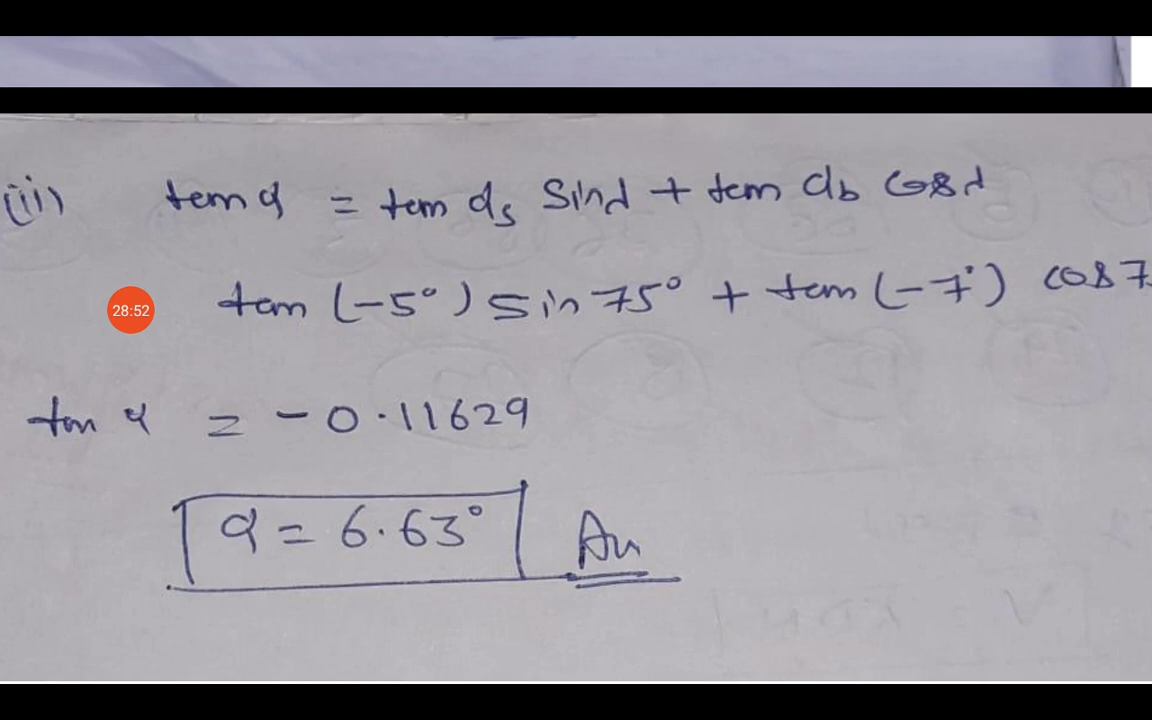 (ii) tan α = tan αs sin λ + tan αb cos λ
tan (-5°) sin 75° + tan (-7°) cos 7
28:52
tan α = - 0.11629
α = 6.63° An